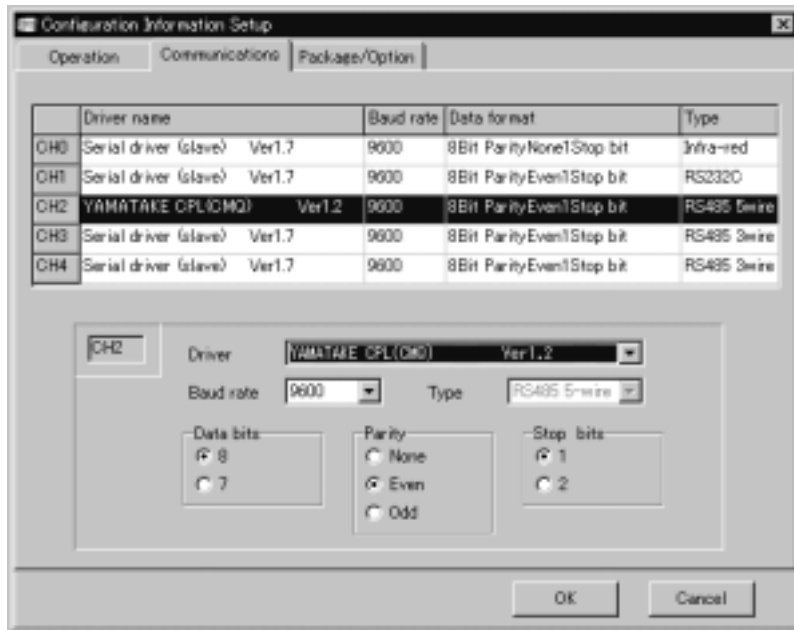 Configuration Information Setup
Operation Communications Package/Option
Driver name Baud rate Data format Type
CH0 Serial driver (slave) Ver1.7 9600 8Bit ParityNone1Stop bit Infra-red
CH1 Serial driver (slave) Ver1.7 9600 8Bit ParityEven1Stop bit RS232C
CH2 YAMATAKE CPL(CMQ) Ver1.2 9600 8Bit ParityEven1Stop bit RS485 5wire
CH3 Serial driver (slave) Ver1.7 9600 8Bit ParityEven1Stop bit RS485 3wire
CH4 Serial driver (slave) Ver1.7 9600 8Bit ParityEven1Stop bit RS485 3wire
CH2
Driver YAMATAKE CPL(CMQ) Ver1.2
Baud rate 9600 Type RS485 5-wire
Data bits Parity Stop bits
8 None 1
7 Even 2
Odd
OK Cancel